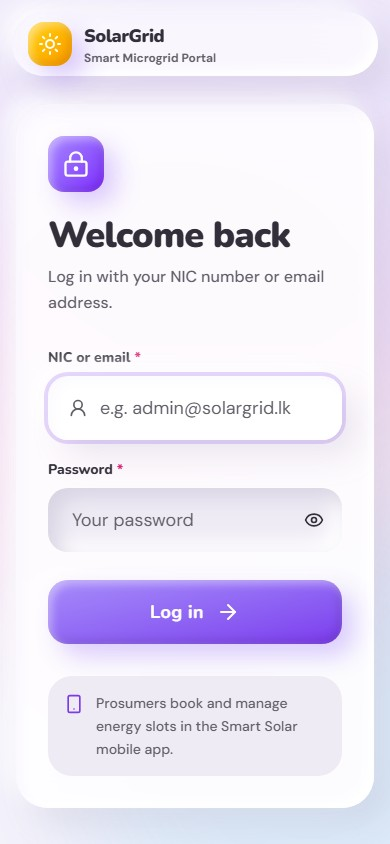 SolarGrid
Smart Microgrid Portal
Welcome back
Log in with your NIC number or email
address.
NIC or email *
e.g. admin@solargrid.lk
Password *
Your password
Log in
Prosumers book and manage
energy slots in the Smart Solar
mobile app.